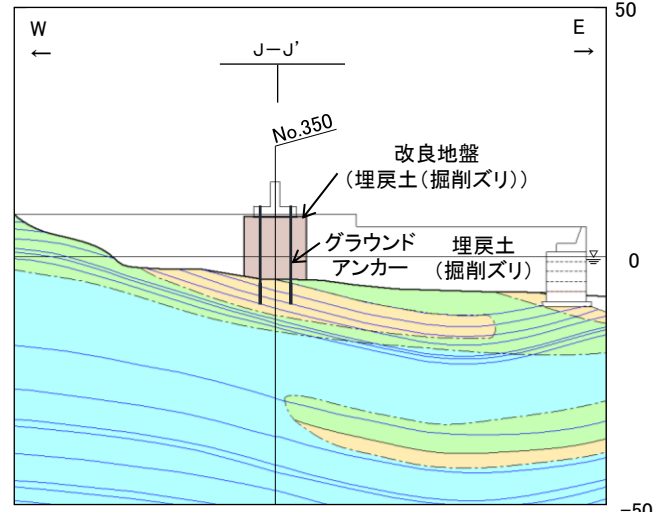 50
W
E
←
→
J－J’
No.350
改良地盤
（埋戻土（掘削ズリ））
グラウンド
アンカー
埋戻土
（掘削ズリ）
0
-50